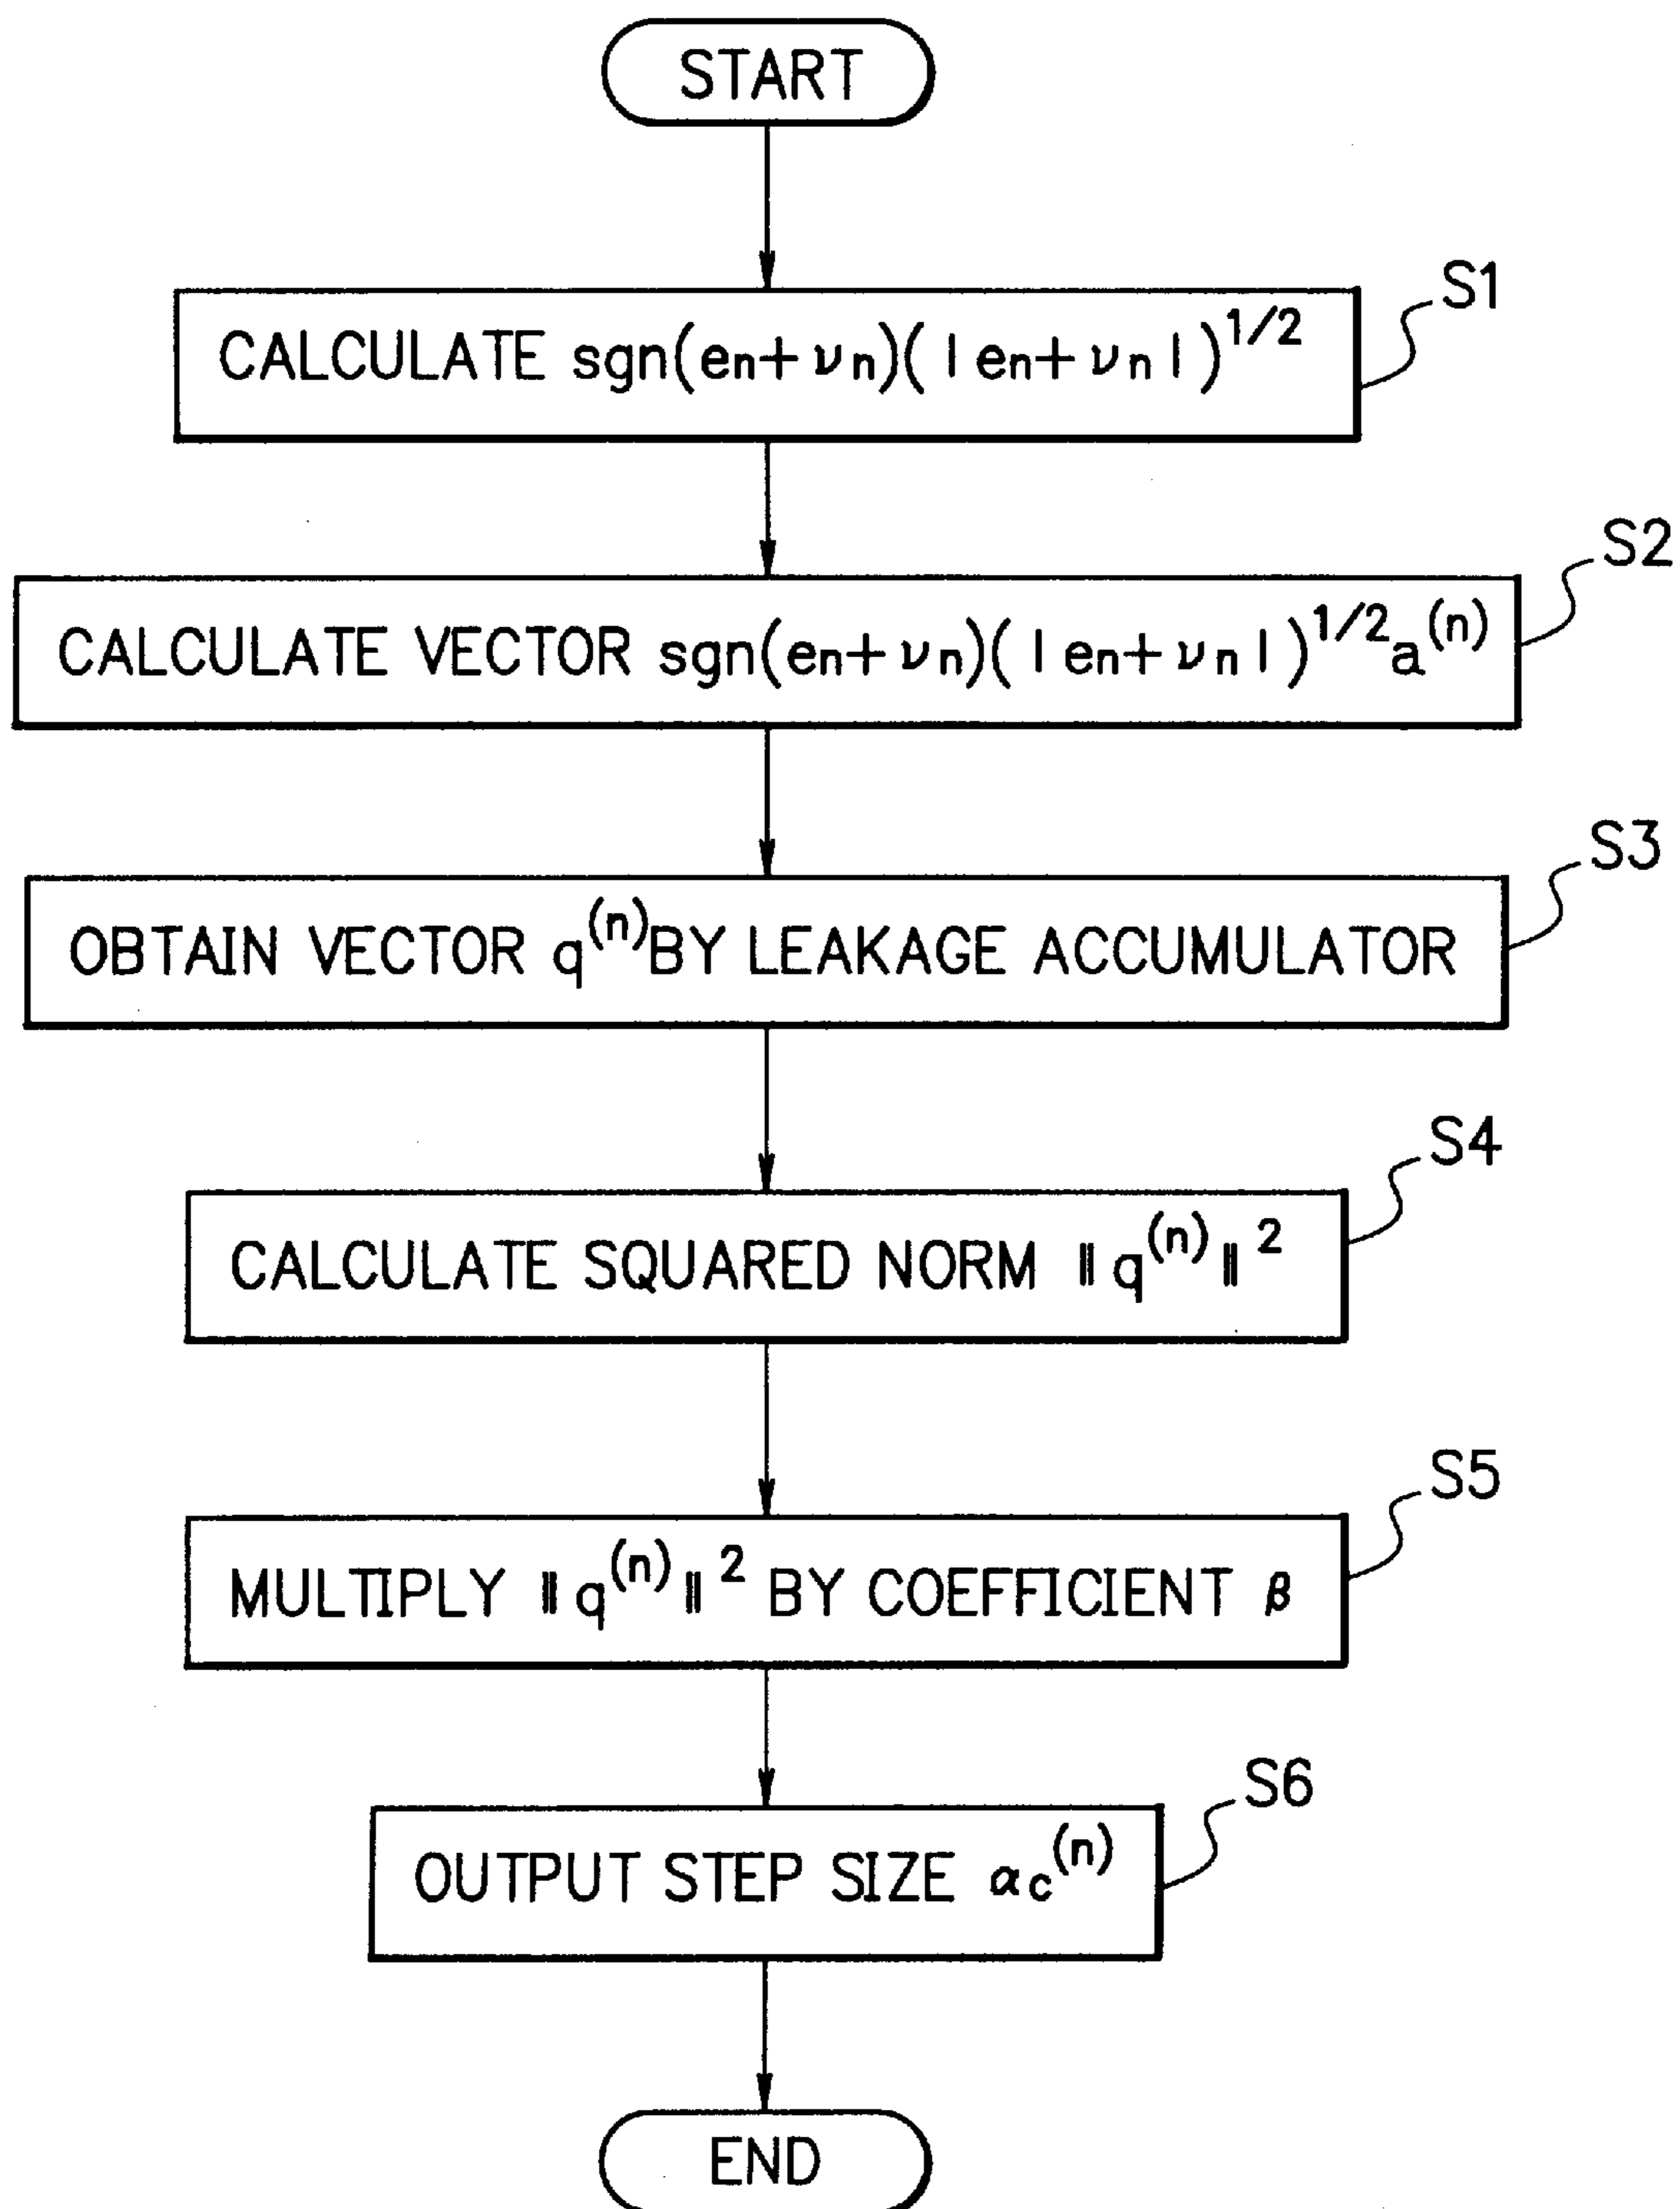 START
S1
CALCULATE sgn(en+νn)(|en+νn|)^1/2
S2
CALCULATE VECTOR sgn(en+νn)(|en+νn|)^1/2 a^(n)
S3
OBTAIN VECTOR q^(n) BY LEAKAGE ACCUMULATOR
S4
CALCULATE SQUARED NORM ‖q^(n)‖^2
S5
MULTIPLY ‖q^(n)‖^2 BY COEFFICIENT β
S6
OUTPUT STEP SIZE αc^(n)
END